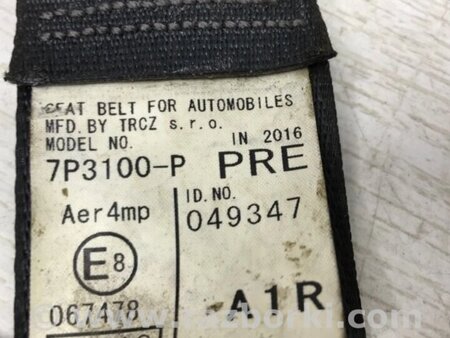 SEAT BELT FOR AUTOMOBILES
MFD. BY TRCZ s.r.o.
MODEL NO. IN 2016
7P3100-P PRE
Aer4mp
ID.NO.
049347
E8
067478
A1R